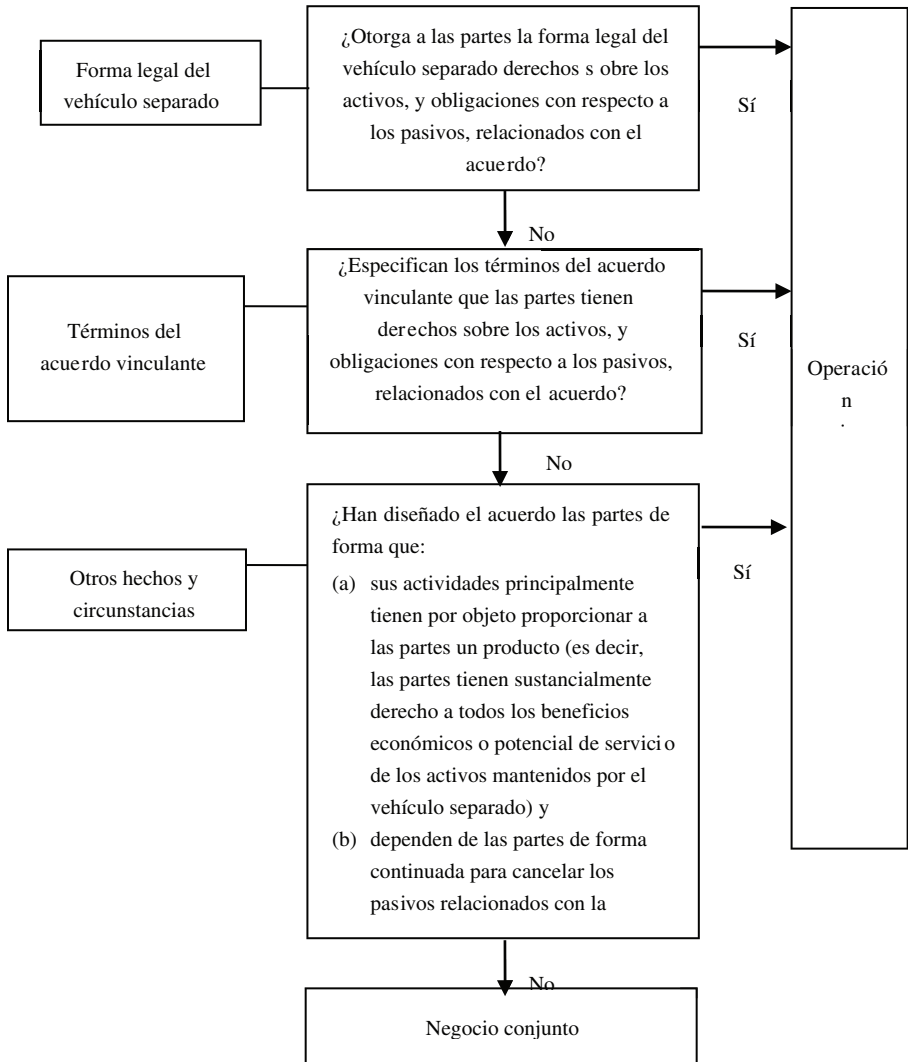 Forma legal del
vehículo separado
¿Otorga a las partes la forma legal del
vehículo separado derechos s obre los
activos, y obligaciones con respecto a
los pasivos, relacionados con el
acuerdo?
Sí
No
Términos del
acuerdo vinculante
¿Especifican los términos del acuerdo
vinculante que las partes tienen
derechos sobre los activos, y
obligaciones con respecto a los pasivos,
relacionados con el acuerdo?
Sí
Operació
n
No
Otros hechos y
circunstancias
¿Han diseñado el acuerdo las partes de
forma que:
(a) sus actividades principalmente
tienen por objeto proporcionar a
las partes un producto (es decir,
las partes tienen sustancialmente
derecho a todos los beneficios
económicos o potencial de servicio
de los activos mantenidos por el
vehículo separado) y
(b) dependen de las partes de forma
continuada para cancelar los
pasivos relacionados con la
Sí
No
Negocio conjunto